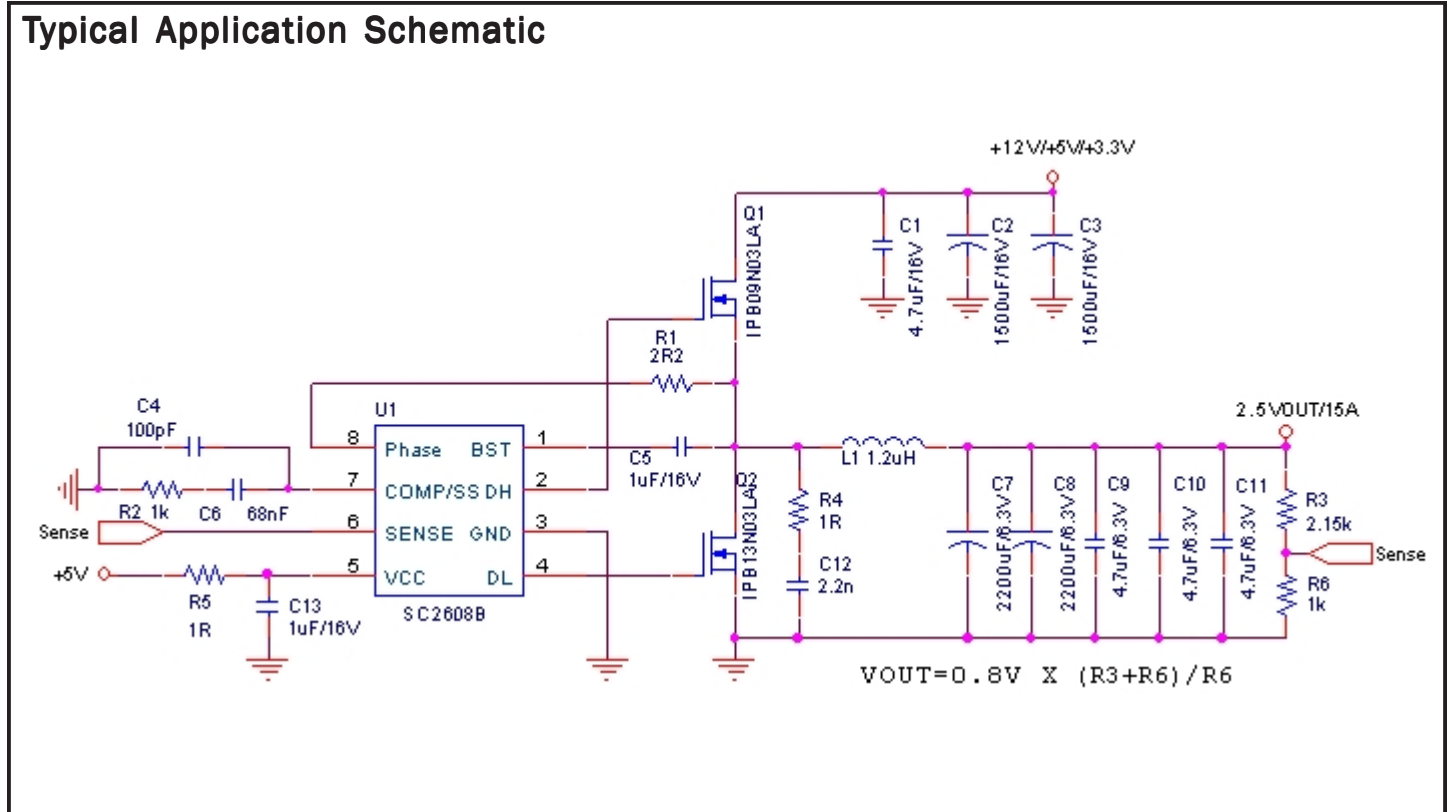 Typical Application Schematic
+12V/+5V/+3.3V
Q1
IPB09N03LA
C1
4.7uF/16V
C2
1500uF/16V
C3
1500uF/16V
R1
2R2
C4
100pF
U1
2.5VOUT/15A
8
Phase
BST
1
C5
1uF/16V
L1 1.2uH
7
COMP/SS
DH
2
R2 1k
C6
68nF
Q2
IPB13N03LA
R4
1R
C7
2200uF/6.3V
C8
2200uF/6.3V
C9
4.7uF/6.3V
C10
4.7uF/6.3V
C11
4.7uF/6.3V
R3
2.15k
Sense
6
SENSE
GND
3
Sense
+5V
5
VCC
DL
4
C12
2.2n
R6
1k
R5
1R
C13
1uF/16V
SC2608B
VOUT=0.8V X (R3+R6)/R6